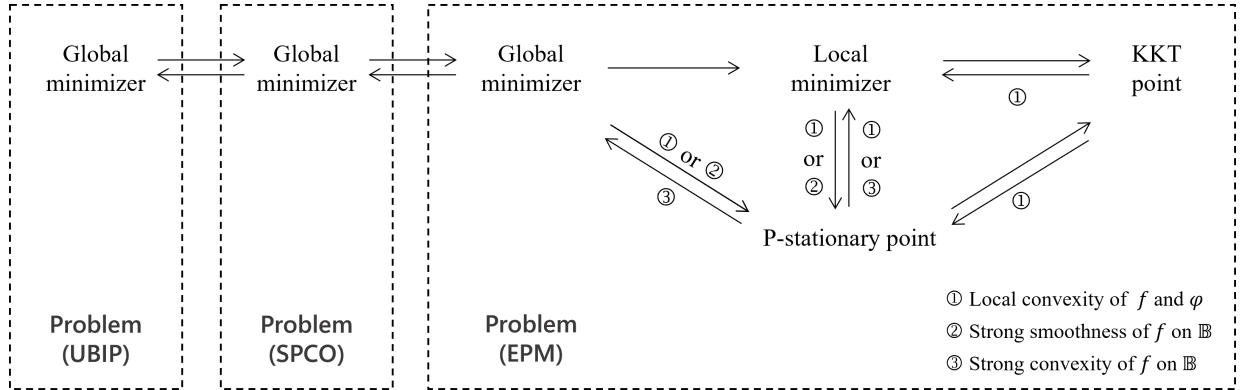 Global
minimizer
Global
minimizer
Global
minimizer
Local
minimizer
KKT
point
①
① or ②
③
①
or
②
①
or
③
①
P-stationary point
① Local convexity of f and φ
② Strong smoothness of f on 𝔹
③ Strong convexity of f on 𝔹
Problem
(UBIP)
Problem
(SPCO)
Problem
(EPM)